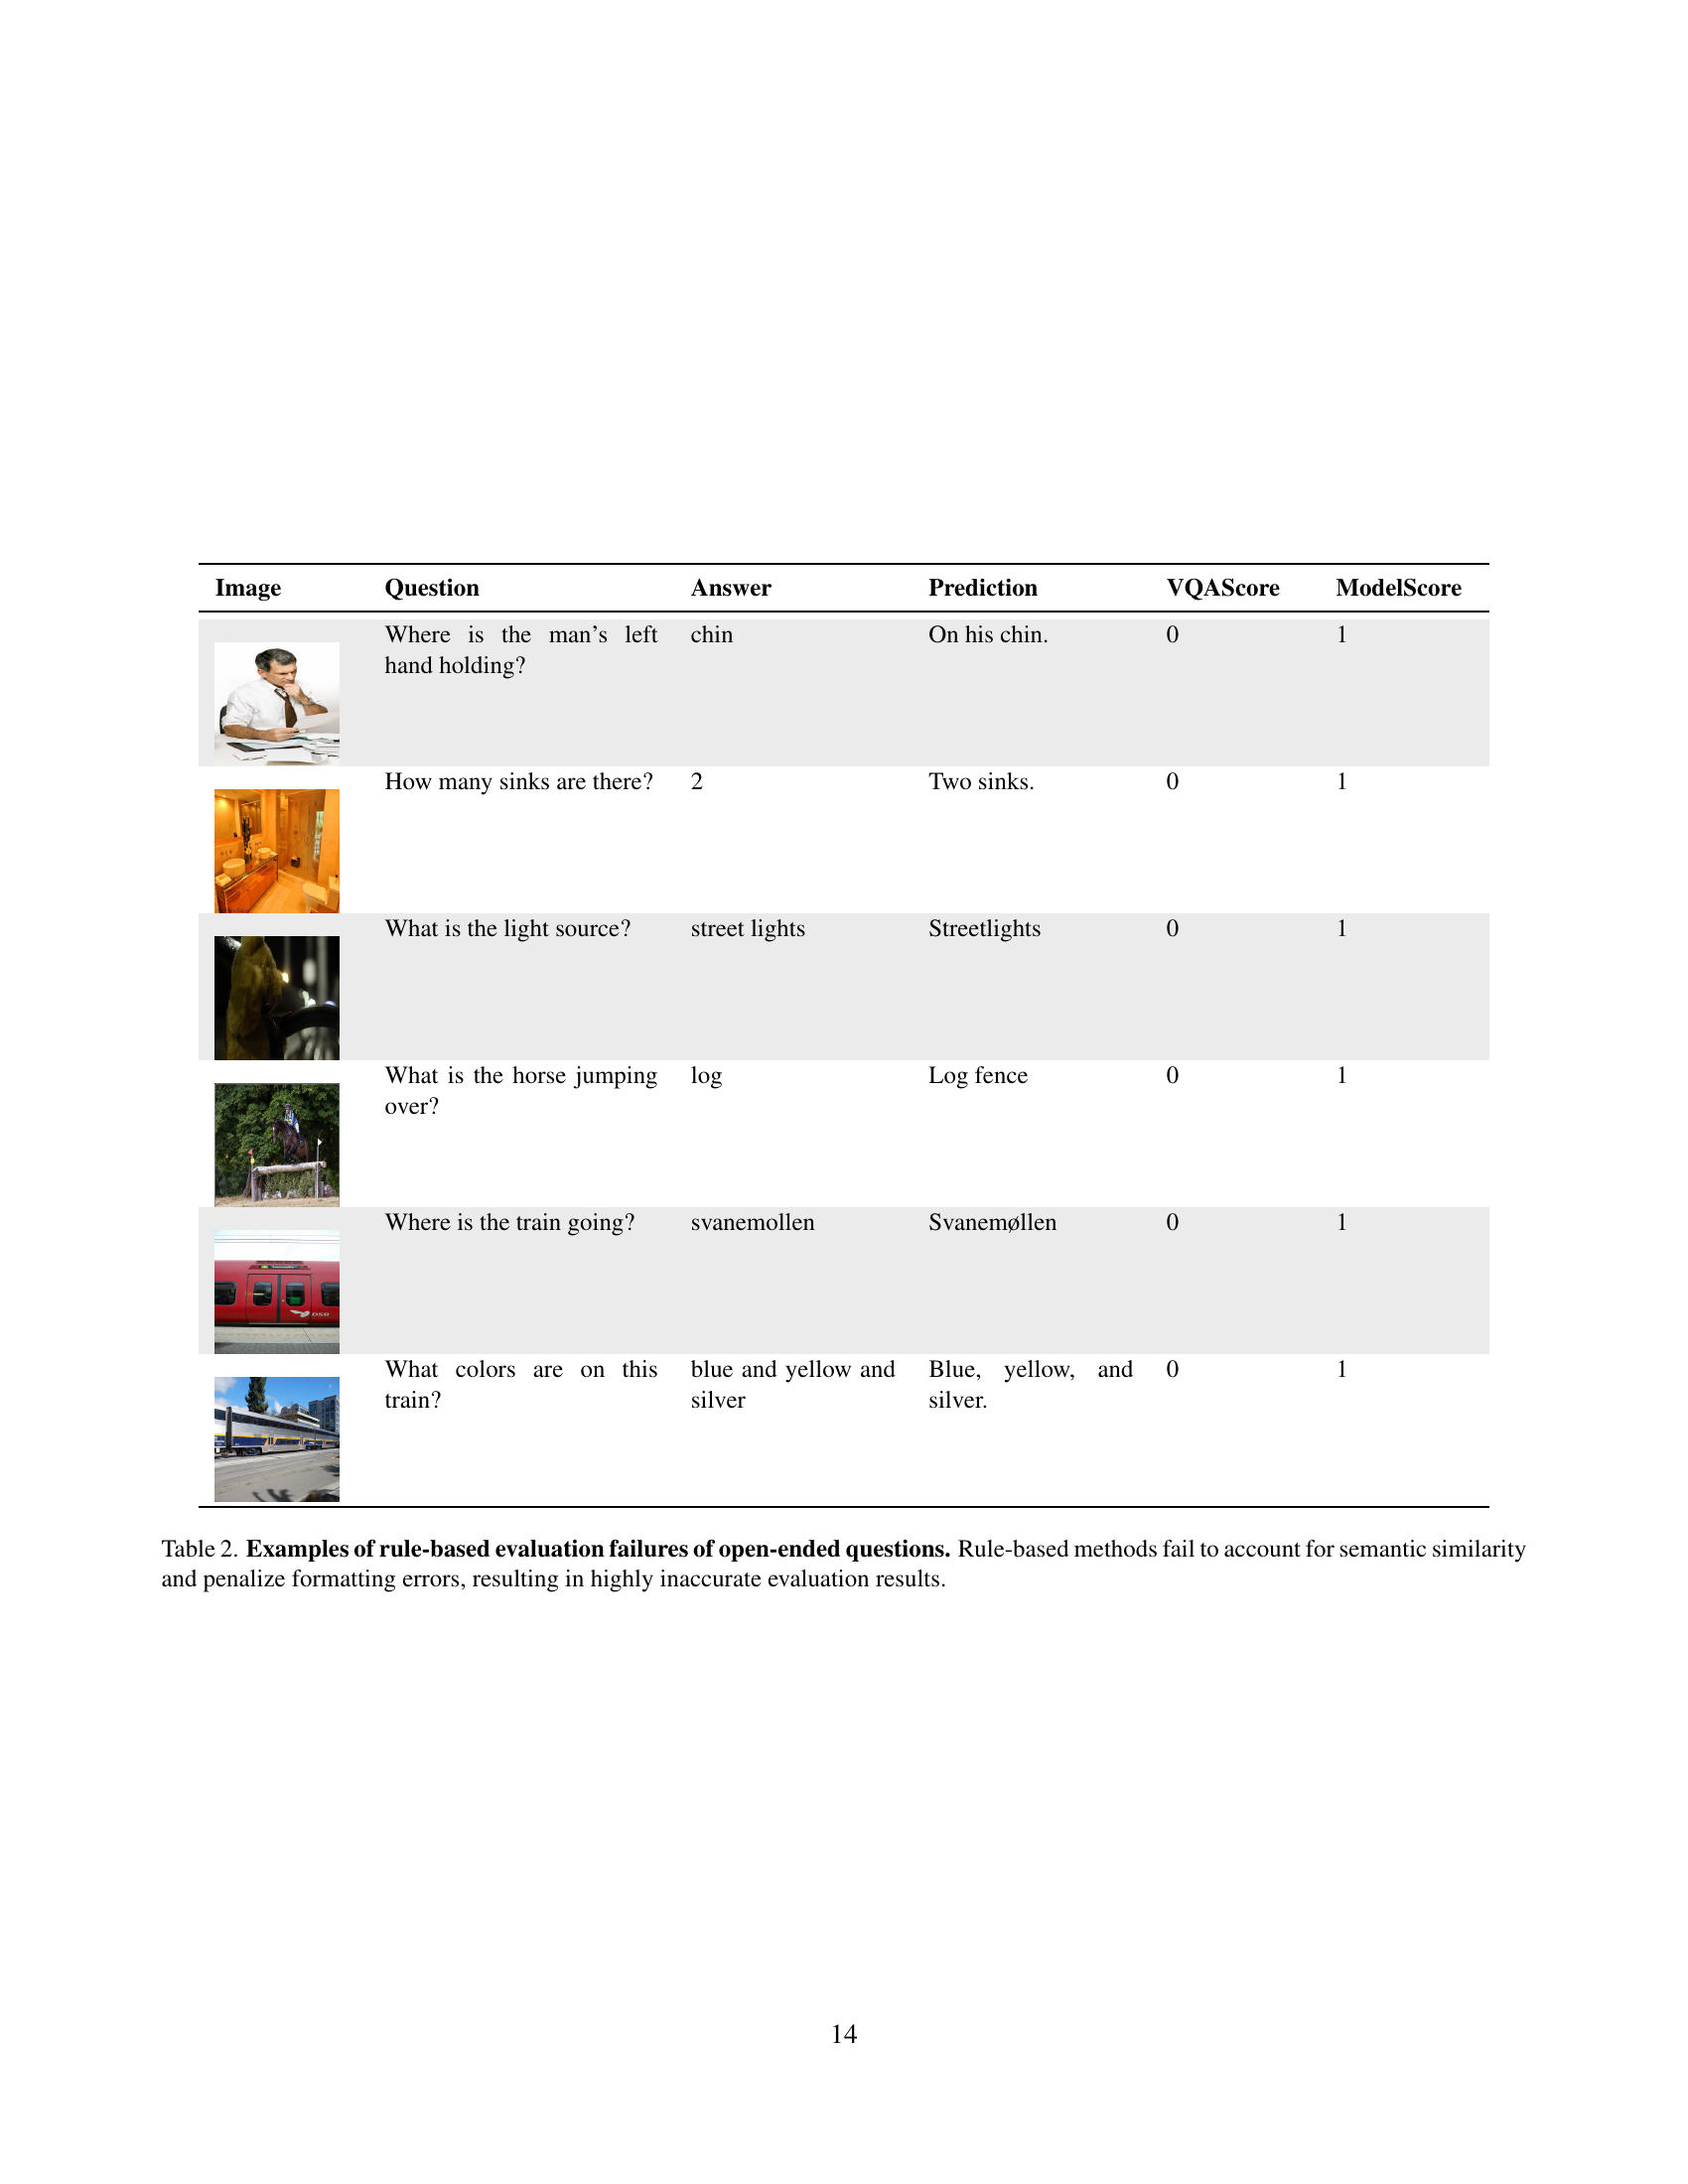 Image Question Answer Prediction VQAScore ModelScore
Where is the man's left chin On his chin. 0 1
hand holding?
How many sinks are there? 2 Two sinks. 0 1
What is the light source? street lights Streetlights 0 1
What is the horse jumping log Log fence 0 1
over?
Where is the train going? svanemollen Svanemøllen 0 1
DSB
What colors are on this blue and yellow and Blue, yellow, and 0 1
train? silver silver.
Table 2. Examples of rule-based evaluation failures of open-ended questions. Rule-based methods fail to account for semantic similarity
and penalize formatting errors, resulting in highly inaccurate evaluation results.
14